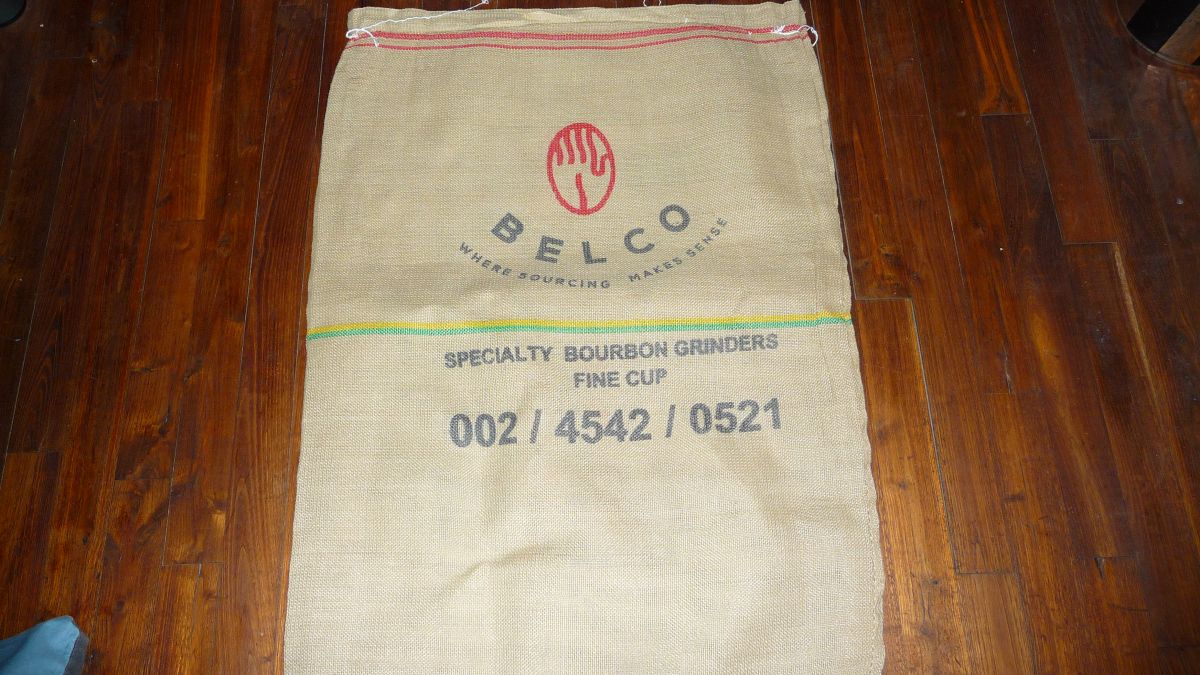 BELCO
WHERE SOURCING MAKES SENSE
SPECIALTY BOURBON GRINDERS
FINE CUP
002 / 4542 / 0521